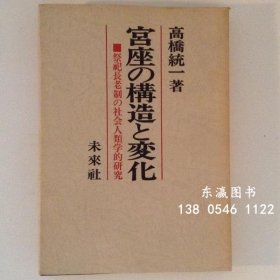 高橋統一著
宮座の構造と変化
■祭祀長老制の社会人類学的研究
未來社
东瀛图书
138 0546 1122